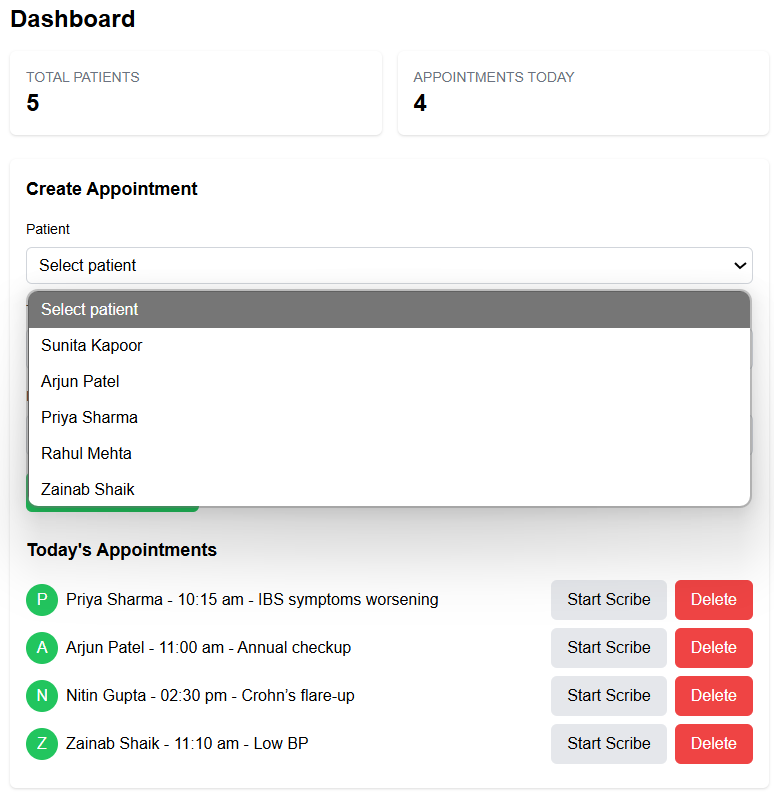 Dashboard
TOTAL PATIENTS
5
APPOINTMENTS TODAY
4
Create Appointment
Patient
Select patient
Select patient
Sunita Kapoor
Arjun Patel
Priya Sharma
Rahul Mehta
Zainab Shaik
Today's Appointments
P Priya Sharma - 10:15 am - IBS symptoms worsening Start Scribe Delete
A Arjun Patel - 11:00 am - Annual checkup Start Scribe Delete
N Nitin Gupta - 02:30 pm - Crohn’s flare-up Start Scribe Delete
Z Zainab Shaik - 11:10 am - Low BP Start Scribe Delete